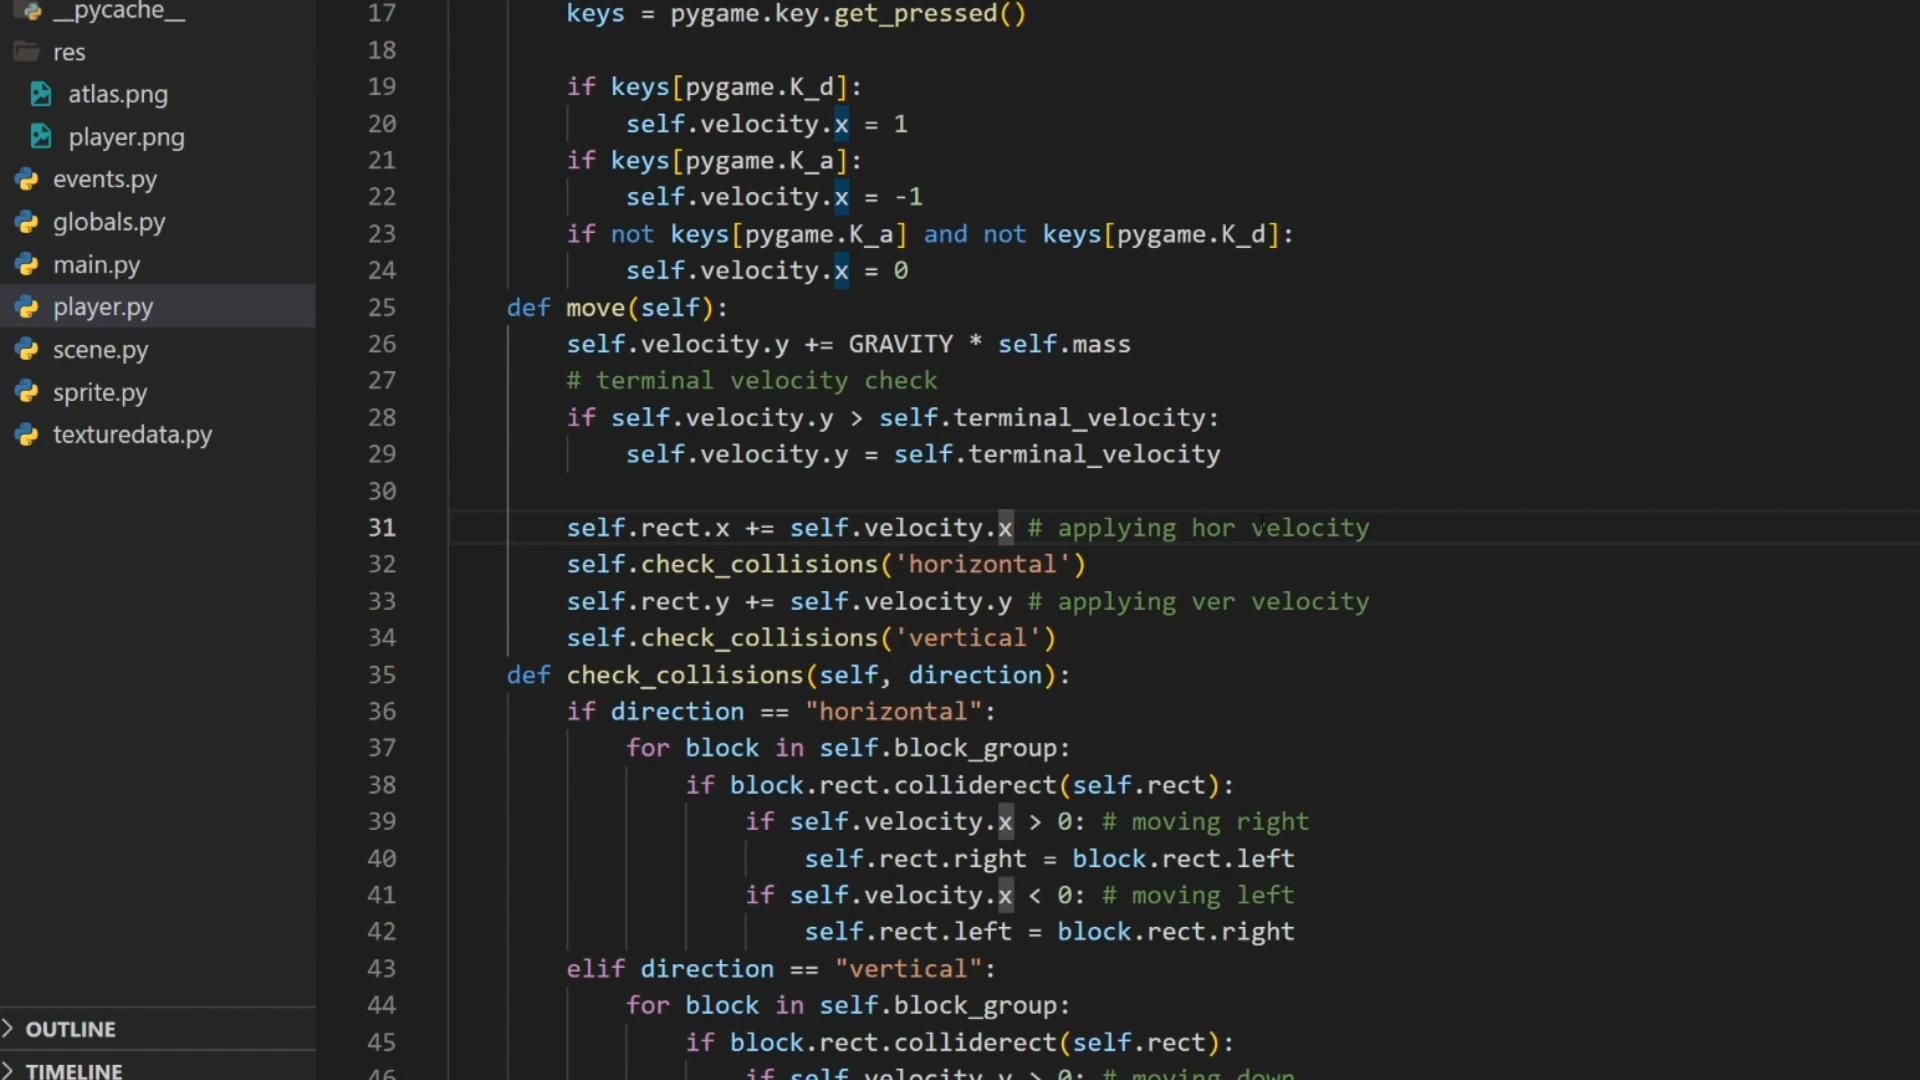 __pycache__
res
atlas.png
player.png
events.py
globals.py
main.py
player.py
scene.py
sprite.py
texturedata.py
OUTLINE
TIMELINE
17 keys = pygame.key.get_pressed()
18
19 if keys[pygame.K_d]:
20 self.velocity.x = 1
21 if keys[pygame.K_a]:
22 self.velocity.x = -1
23 if not keys[pygame.K_a] and not keys[pygame.K_d]:
24 self.velocity.x = 0
25 def move(self):
26 self.velocity.y += GRAVITY * self.mass
27 # terminal velocity check
28 if self.velocity.y > self.terminal_velocity:
29 self.velocity.y = self.terminal_velocity
30
31 self.rect.x += self.velocity.x # applying hor velocity
32 self.check_collisions('horizontal')
33 self.rect.y += self.velocity.y # applying ver velocity
34 self.check_collisions('vertical')
35 def check_collisions(self, direction):
36 if direction == "horizontal":
37 for block in self.block_group:
38 if block.rect.colliderect(self.rect):
39 if self.velocity.x > 0: # moving right
40 self.rect.right = block.rect.left
41 if self.velocity.x < 0: # moving left
42 self.rect.left = block.rect.right
43 elif direction == "vertical":
44 for block in self.block_group:
45 if block.rect.colliderect(self.rect):
46 if self.velocity.y > 0: # moving down